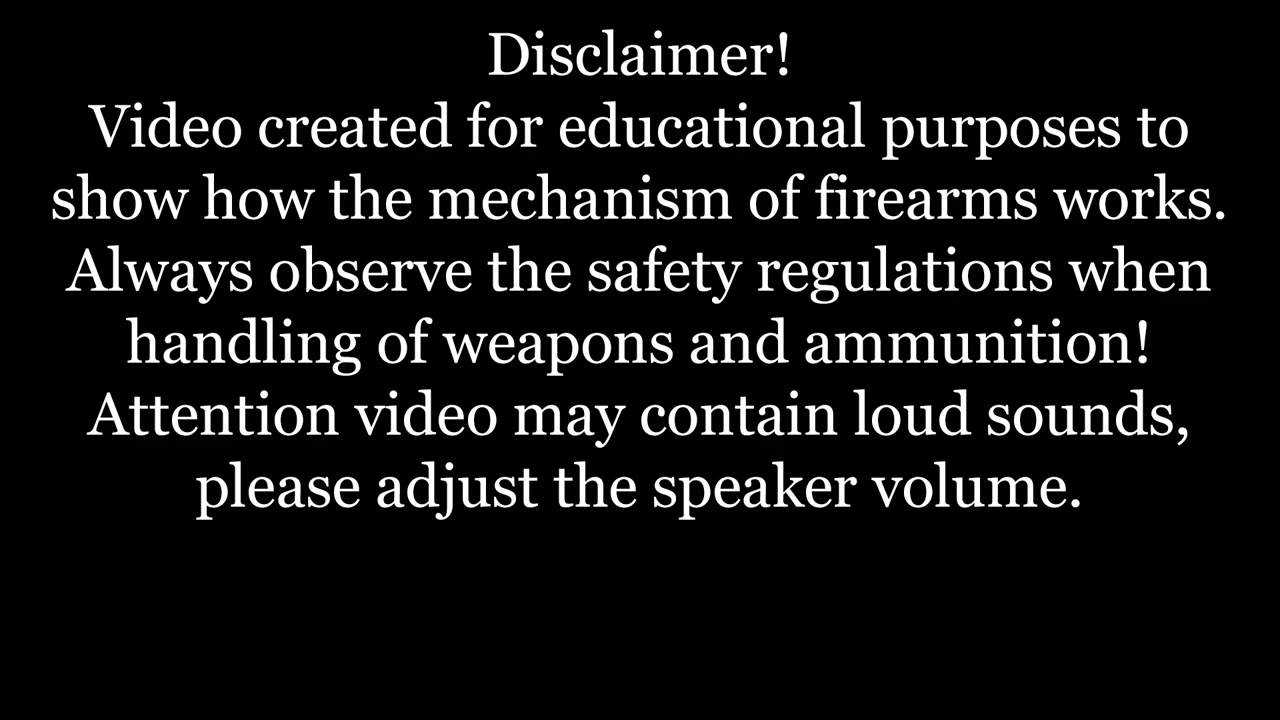 Disclaimer!
Video created for educational purposes to
show how the mechanism of firearms works.
Always observe the safety regulations when
handling of weapons and ammunition!
Attention video may contain loud sounds,
please adjust the speaker volume.